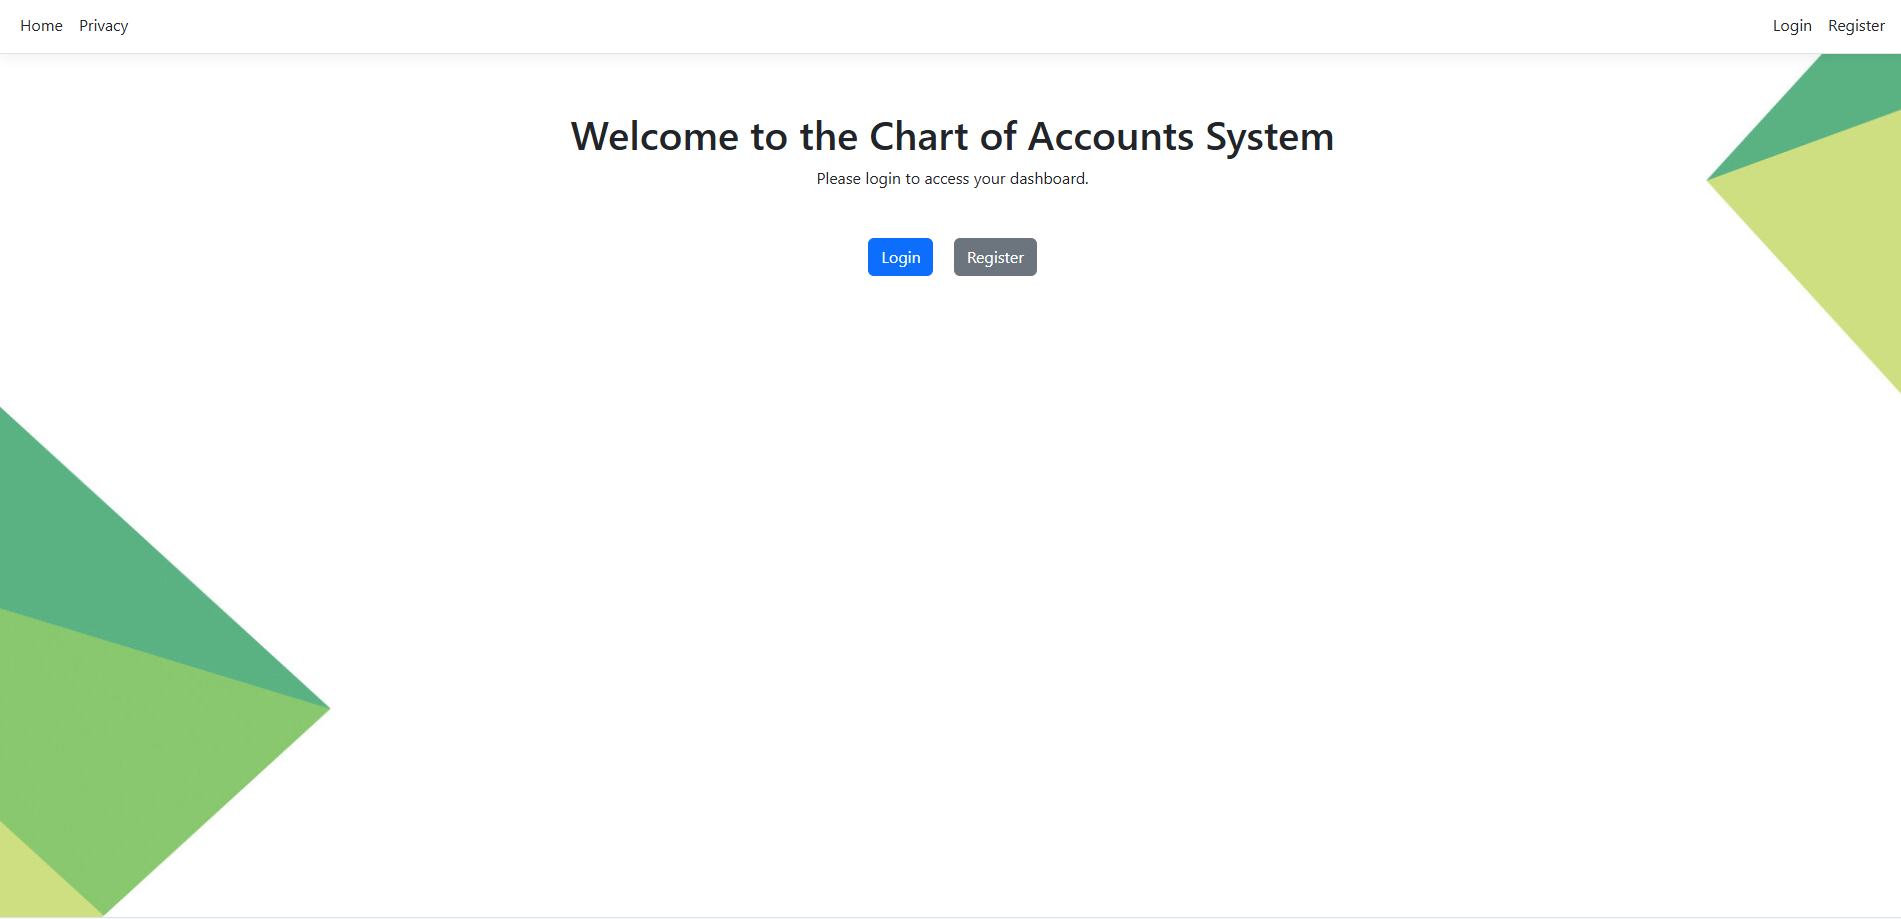 Home Privacy Login Register
Welcome to the Chart of Accounts System
Please login to access your dashboard.
Login Register